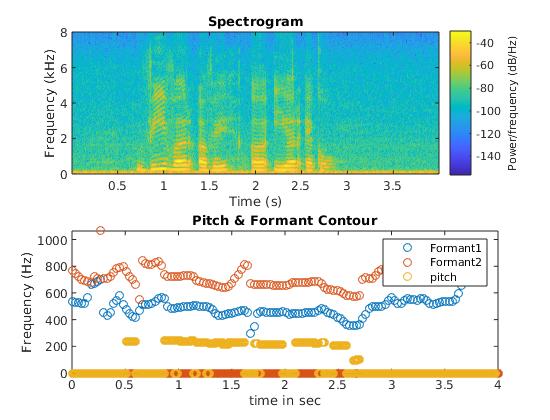 Spectrogram
8
6
4
2
0
Frequency (kHz)
0.5 1 1.5 2 2.5 3 3.5
Time (s)
-40
-60
-80
-100
-120
-140
Power/frequency (dB/Hz)
Pitch & Formant Contour
1000
800
600
400
200
0
Frequency (Hz)
Formant1
Formant2
pitch
0 0.5 1 1.5 2 2.5 3 3.5 4
time in sec